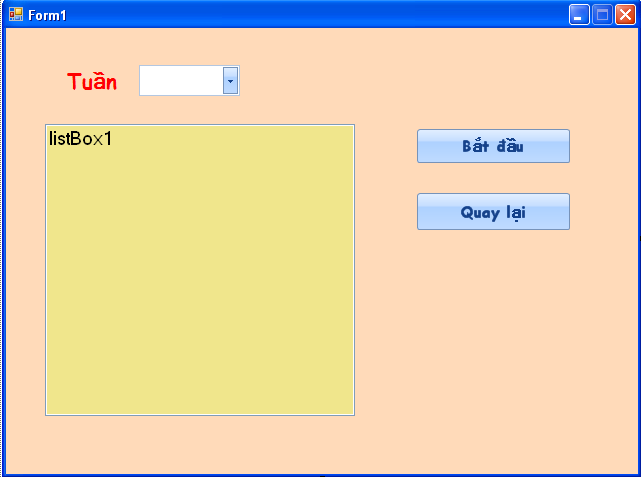 Form1
Tuần
listBox1
Bắt đầu
Quay lại